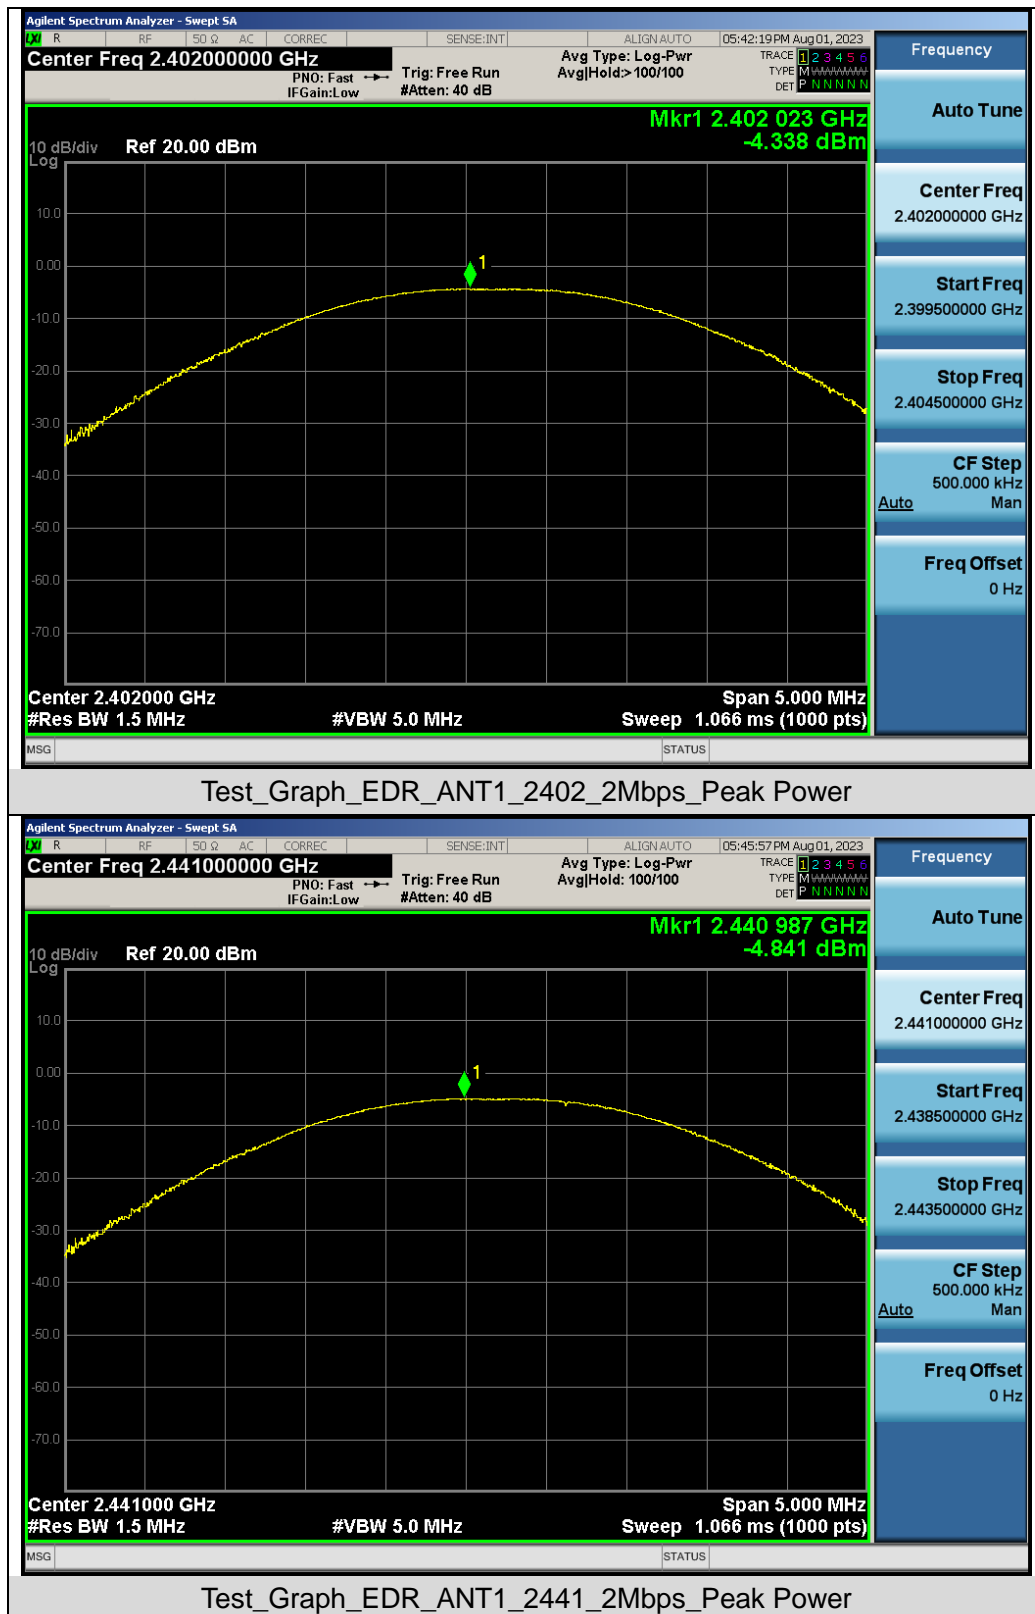 Agilent Spectrum Analyzer - Swept SA
LXI R RF 50 Ω AC CORREC SENSE:INT ALIGN AUTO 05:42:19 PM Aug 01, 2023
Center Freq 2.402000000 GHz
PNO: Fast
IFGain:Low
Trig: Free Run
#Atten: 40 dB
Avg Type: Log-Pwr
Avg|Hold:>100/100
TRACE 1 2 3 4 5 6
TYPE M
DET P N N N N N
Frequency
Auto Tune
Center Freq
2.402000000 GHz
Start Freq
2.399500000 GHz
Stop Freq
2.404500000 GHz
CF Step
500.000 kHz
Auto Man
Freq Offset
0 Hz
Mkr1 2.402 023 GHz
-4.338 dBm
10 dB/div Ref 20.00 dBm
Log
10.0
0.00
1
-10.0
-20.0
-30.0
-40.0
-50.0
-60.0
-70.0
Center 2.402000 GHz Span 5.000 MHz
#Res BW 1.5 MHz #VBW 5.0 MHz Sweep 1.066 ms (1000 pts)
MSG STATUS
Test_Graph_EDR_ANT1_2402_2Mbps_Peak Power
Agilent Spectrum Analyzer - Swept SA
LXI R RF 50 Ω AC CORREC SENSE:INT ALIGN AUTO 05:45:57 PM Aug 01, 2023
Center Freq 2.441000000 GHz
PNO: Fast
IFGain:Low
Trig: Free Run
#Atten: 40 dB
Avg Type: Log-Pwr
Avg|Hold: 100/100
TRACE 1 2 3 4 5 6
TYPE M
DET P N N N N N
Frequency
Auto Tune
Center Freq
2.441000000 GHz
Start Freq
2.438500000 GHz
Stop Freq
2.443500000 GHz
CF Step
500.000 kHz
Auto Man
Freq Offset
0 Hz
Mkr1 2.440 987 GHz
-4.841 dBm
10 dB/div Ref 20.00 dBm
Log
10.0
0.00
1
-10.0
-20.0
-30.0
-40.0
-50.0
-60.0
-70.0
Center 2.441000 GHz Span 5.000 MHz
#Res BW 1.5 MHz #VBW 5.0 MHz Sweep 1.066 ms (1000 pts)
MSG STATUS
Test_Graph_EDR_ANT1_2441_2Mbps_Peak Power